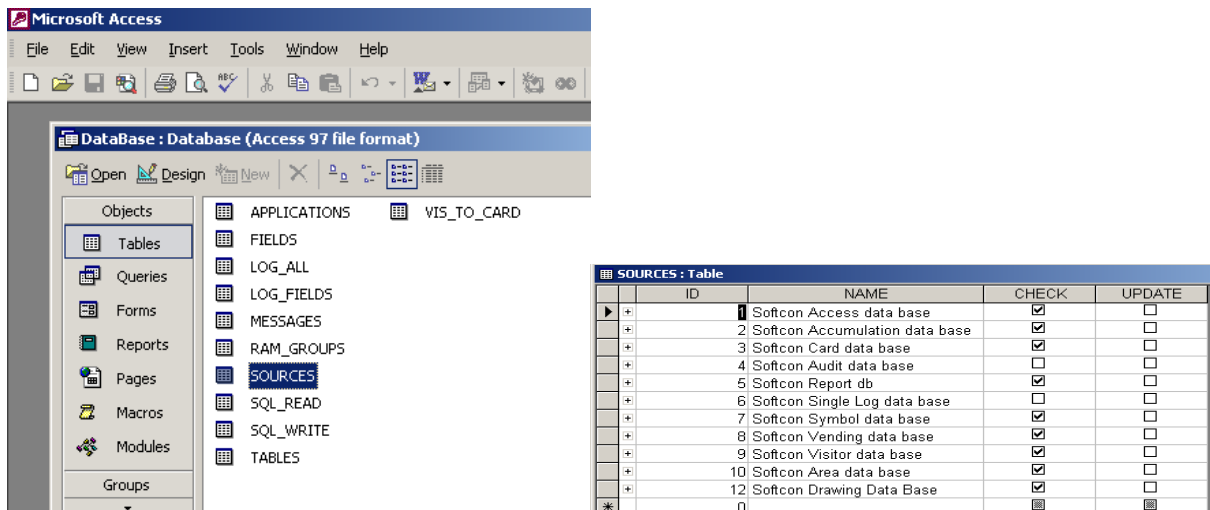 Microsoft Access
File Edit View Insert Tools Window Help
DataBase : Database (Access 97 file format)
Open Design New
Objects
Tables
Queries
Forms
Reports
Pages
Macros
Modules
Groups
APPLICATIONS
FIELDS
LOG_ALL
LOG_FIELDS
MESSAGES
RAM_GROUPS
SOURCES
SQL_READ
SQL_WRITE
TABLES
VIS_TO_CARD
SOURCES : Table
ID NAME CHECK UPDATE
1 Softcon Access data base
2 Softcon Accumulation data base
3 Softcon Card data base
4 Softcon Audit data base
5 Softcon Report db
6 Softcon Single Log data base
7 Softcon Symbol data base
8 Softcon Vending data base
9 Softcon Visitor data base
10 Softcon Area data base
12 Softcon Drawing Data Base
0